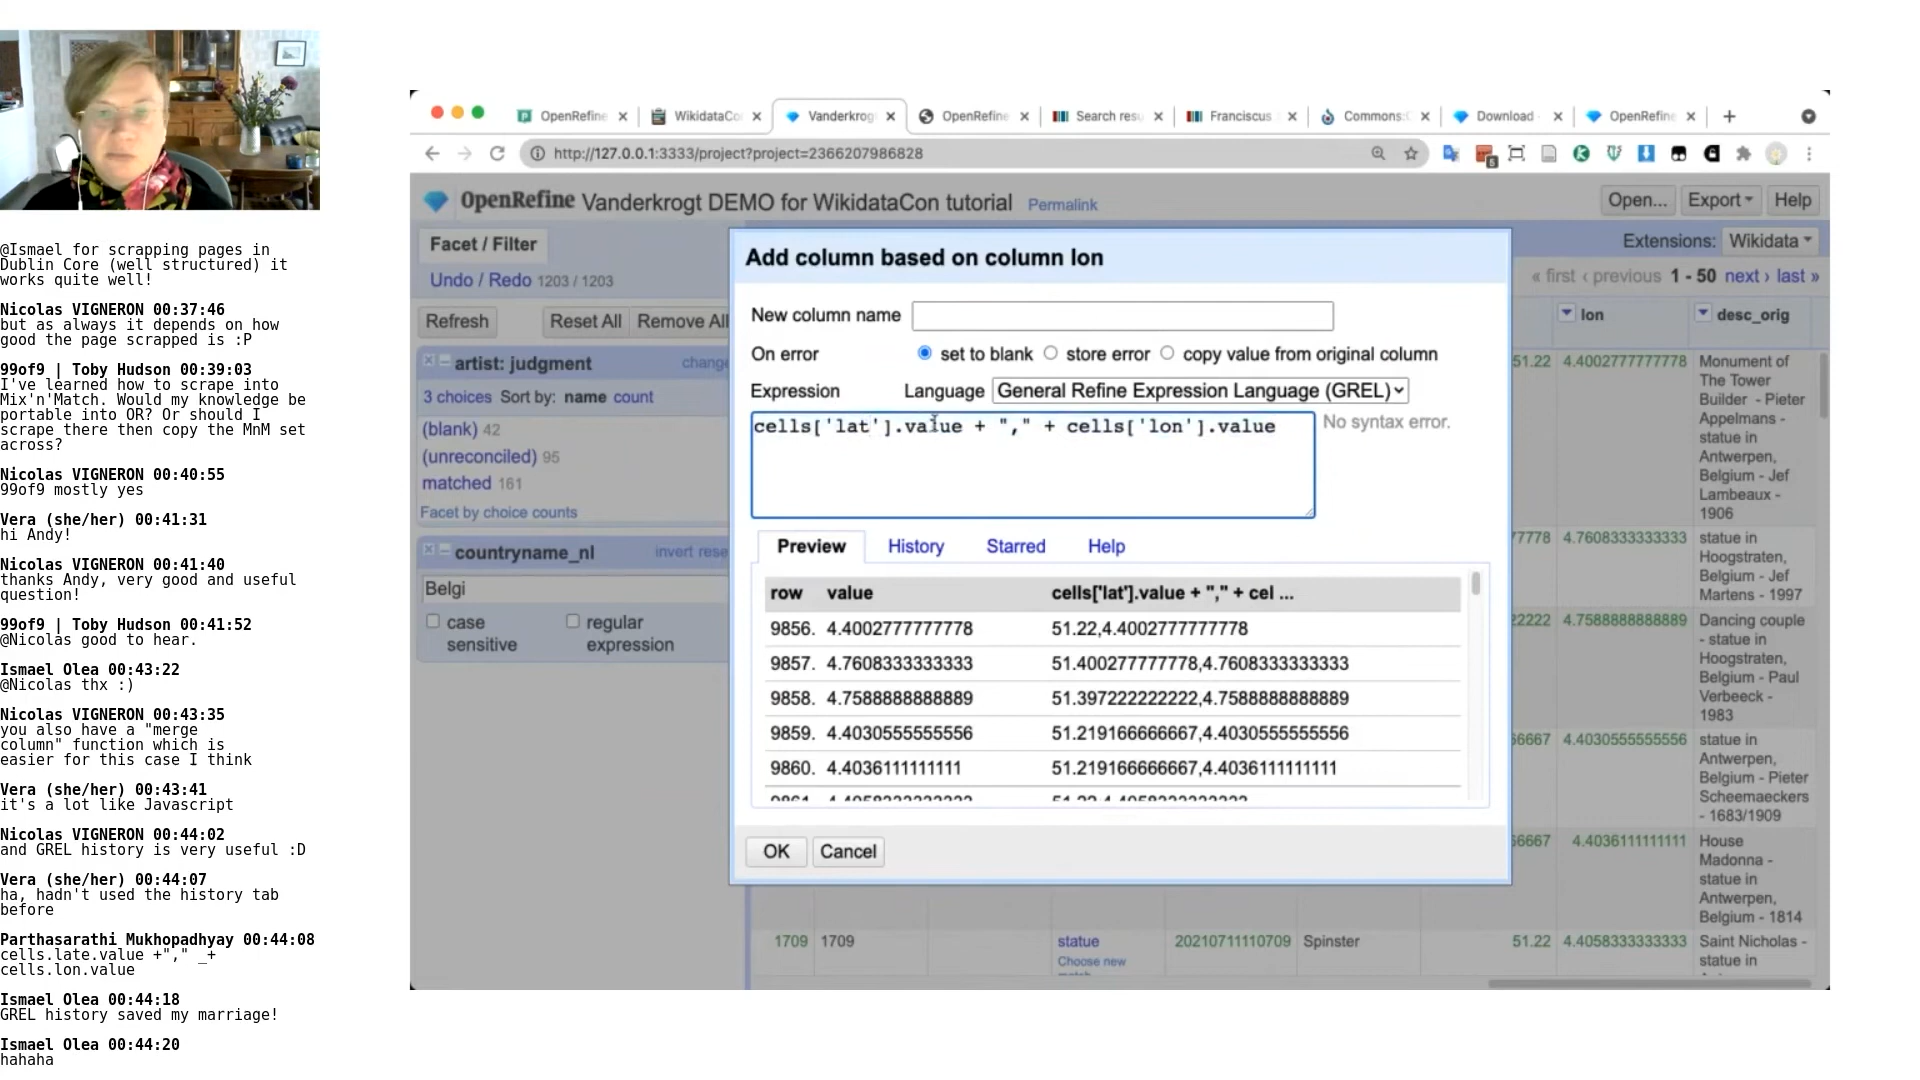 @Ismael for scrapping pages in
Dublin Core (well structured) it
works quite well!
Nicolas VIGNERON 00:37:46
but as always it depends on how
good the page scrapped is :P
99of9 | Toby Hudson 00:39:03
I've learned how to scrape into
Mix'n'Match. Would my knowledge be
portable into OR? Or should I
scrape there then copy the MnM set
across?
Nicolas VIGNERON 00:40:55
99of9 mostly yes
Vera (she/her) 00:41:31
hi Andy!
Nicolas VIGNERON 00:41:40
thanks Andy, very good and useful
question!
99of9 | Toby Hudson 00:41:52
@Nicolas good to hear.
Ismael Olea 00:43:22
@Nicolas thx :)
Nicolas VIGNERON 00:43:35
you also have a "merge
column" function which is
easier for this case I think
Vera (she/her) 00:43:41
it's a lot like Javascript
Nicolas VIGNERON 00:44:02
and GREL history is very useful :D
Vera (she/her) 00:44:07
ha, hadn't used the history tab
before
Parthasarathi Mukhopadhyay 00:44:08
cells.late.value +"," _+
cells.lon.value
Ismael Olea 00:44:18
GREL history saved my marriage!
Ismael Olea 00:44:20
hahaha
OpenRefine WikidataCo Vanderkrog OpenRefine Search resu Franciscus Commons: Download OpenRefine
http://127.0.0.1:3333/project?project=2366207986828
5
OpenRefine Vanderkrogt DEMO for WikidataCon tutorial Permalink Open... Export Help
Facet / Filter
Undo / Redo 1203 / 1203
Extensions: Wikidata
« first ‹ previous 1 - 50 next › last »
Refresh Reset All Remove All
artist: judgment change
3 choices Sort by: name count
(blank) 42
(unreconciled) 95
matched 161
Facet by choice counts
countryname_nl invert rese
Belgi
case sensitive
regular expression
Add column based on column lon
New column name
On error set to blank store error copy value from original column
Expression Language General Refine Expression Language (GREL)
cells['lat'].value + "," + cells['lon'].value
No syntax error.
Preview History Starred Help
row value cells['lat'].value + "," + cel ...
9856. 4.4002777777778 51.22,4.4002777777778
9857. 4.7608333333333 51.400277777778,4.7608333333333
9858. 4.7588888888889 51.397222222222,4.7588888888889
9859. 4.4030555555556 51.219166666667,4.4030555555556
9860. 4.4036111111111 51.219166666667,4.4036111111111
OK Cancel
lon desc_orig
51.22 4.4002777777778 Monument of
The Tower
Builder - Pieter
Appelmans -
statue in
Antwerpen,
Belgium - Jef
Lambeaux -
1906
77778 4.7608333333333 statue in
Hoogstraten,
Belgium - Jef
Martens - 1997
22222 4.7588888888889 Dancing couple
- statue in
Hoogstraten,
Belgium - Paul
Verbeeck -
1983
66667 4.4030555555556 statue in
Antwerpen,
Belgium - Pieter
Scheemaeckers
- 1683/1909
66667 4.4036111111111 House
Madonna -
statue in
Antwerpen,
Belgium - 1814
1709 1709 statue 20210711110709 Spinster 51.22 4.4058333333333 Saint Nicholas -
Choose new statue in